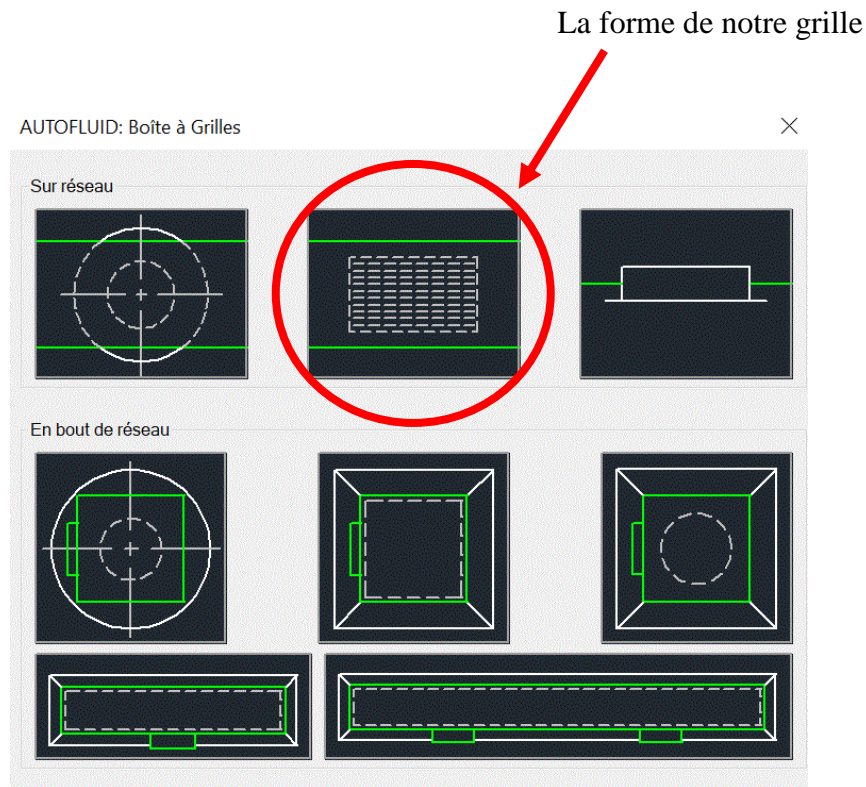 La forme de notre grille
AUTOFLUID: Boîte à Grilles
Sur réseau
En bout de réseau